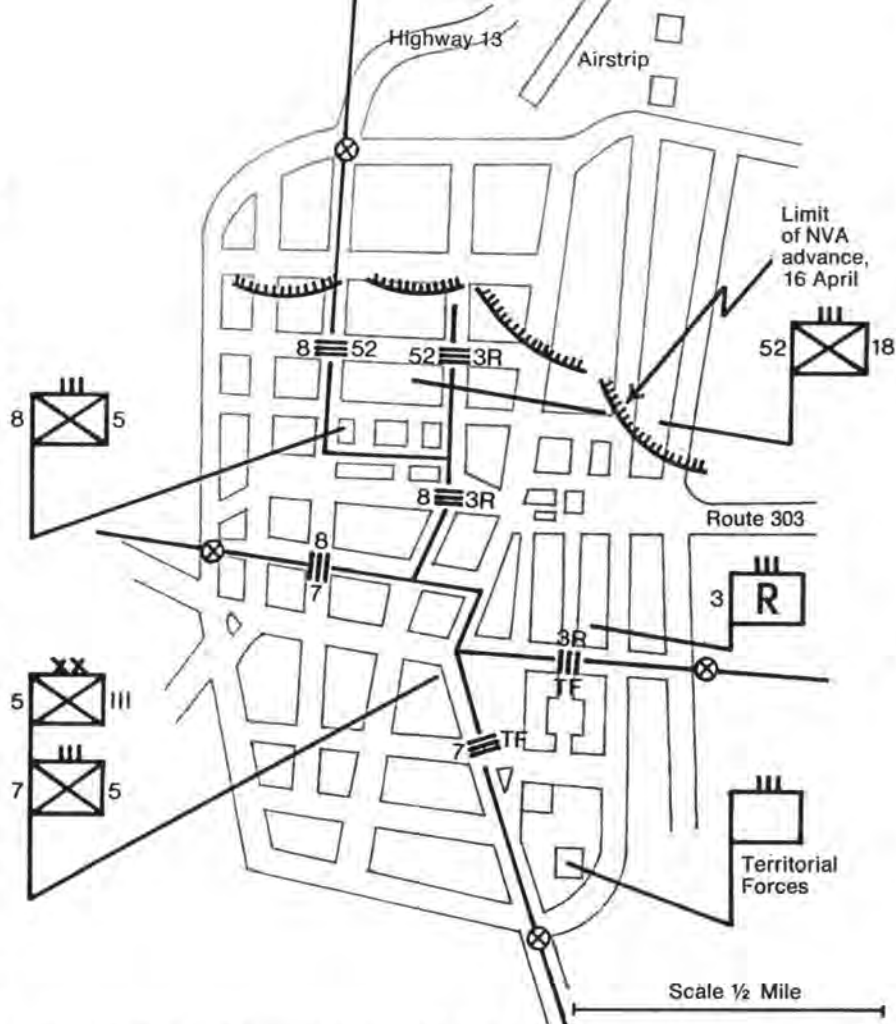 Highway 13
Airstrip
Limit
of NVA
advance,
16 April
52 18
8 52
52 3R
8 5
8 3R
Route 303
8
7
3 R
3R
TF
5 XX III
7 TF
7 5
Territorial
Forces
Scale ½ Mile